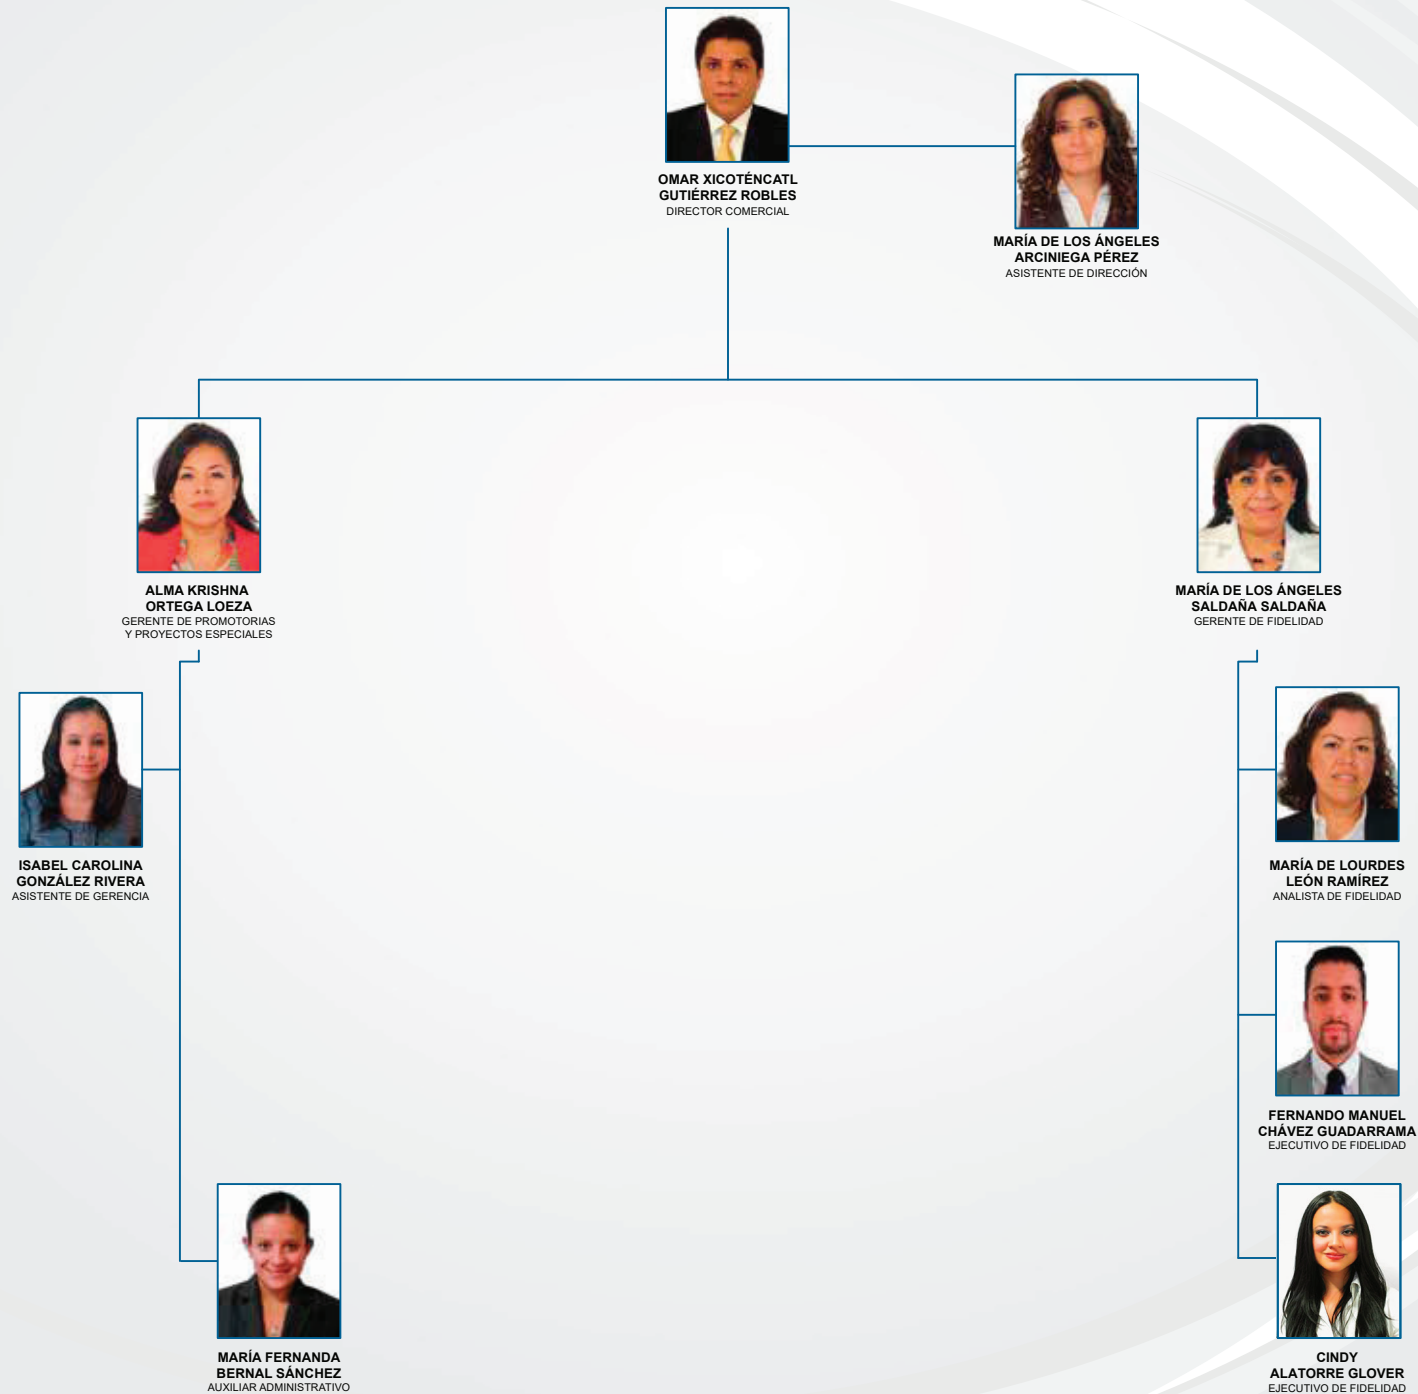 OMAR XICOTÉNCATL
GUTIÉRREZ ROBLES
DIRECTOR COMERCIAL
MARÍA DE LOS ÁNGELES
ARCINIEGA PÉREZ
ASISTENTE DE DIRECCIÓN
ALMA KRISHNA
ORTEGA LOEZA
GERENTE DE PROMOTORIAS
Y PROYECTOS ESPECIALES
MARÍA DE LOS ÁNGELES
SALDAÑA SALDAÑA
GERENTE DE FIDELIDAD
ISABEL CAROLINA
GONZÁLEZ RIVERA
ASISTENTE DE GERENCIA
MARÍA DE LOURDES
LEÓN RAMÍREZ
ANALISTA DE FIDELIDAD
FERNANDO MANUEL
CHÁVEZ GUADARRAMA
EJECUTIVO DE FIDELIDAD
MARÍA FERNANDA
BERNAL SÁNCHEZ
AUXILIAR ADMINISTRATIVO
CINDY
ALATORRE GLOVER
EJECUTIVO DE FIDELIDAD